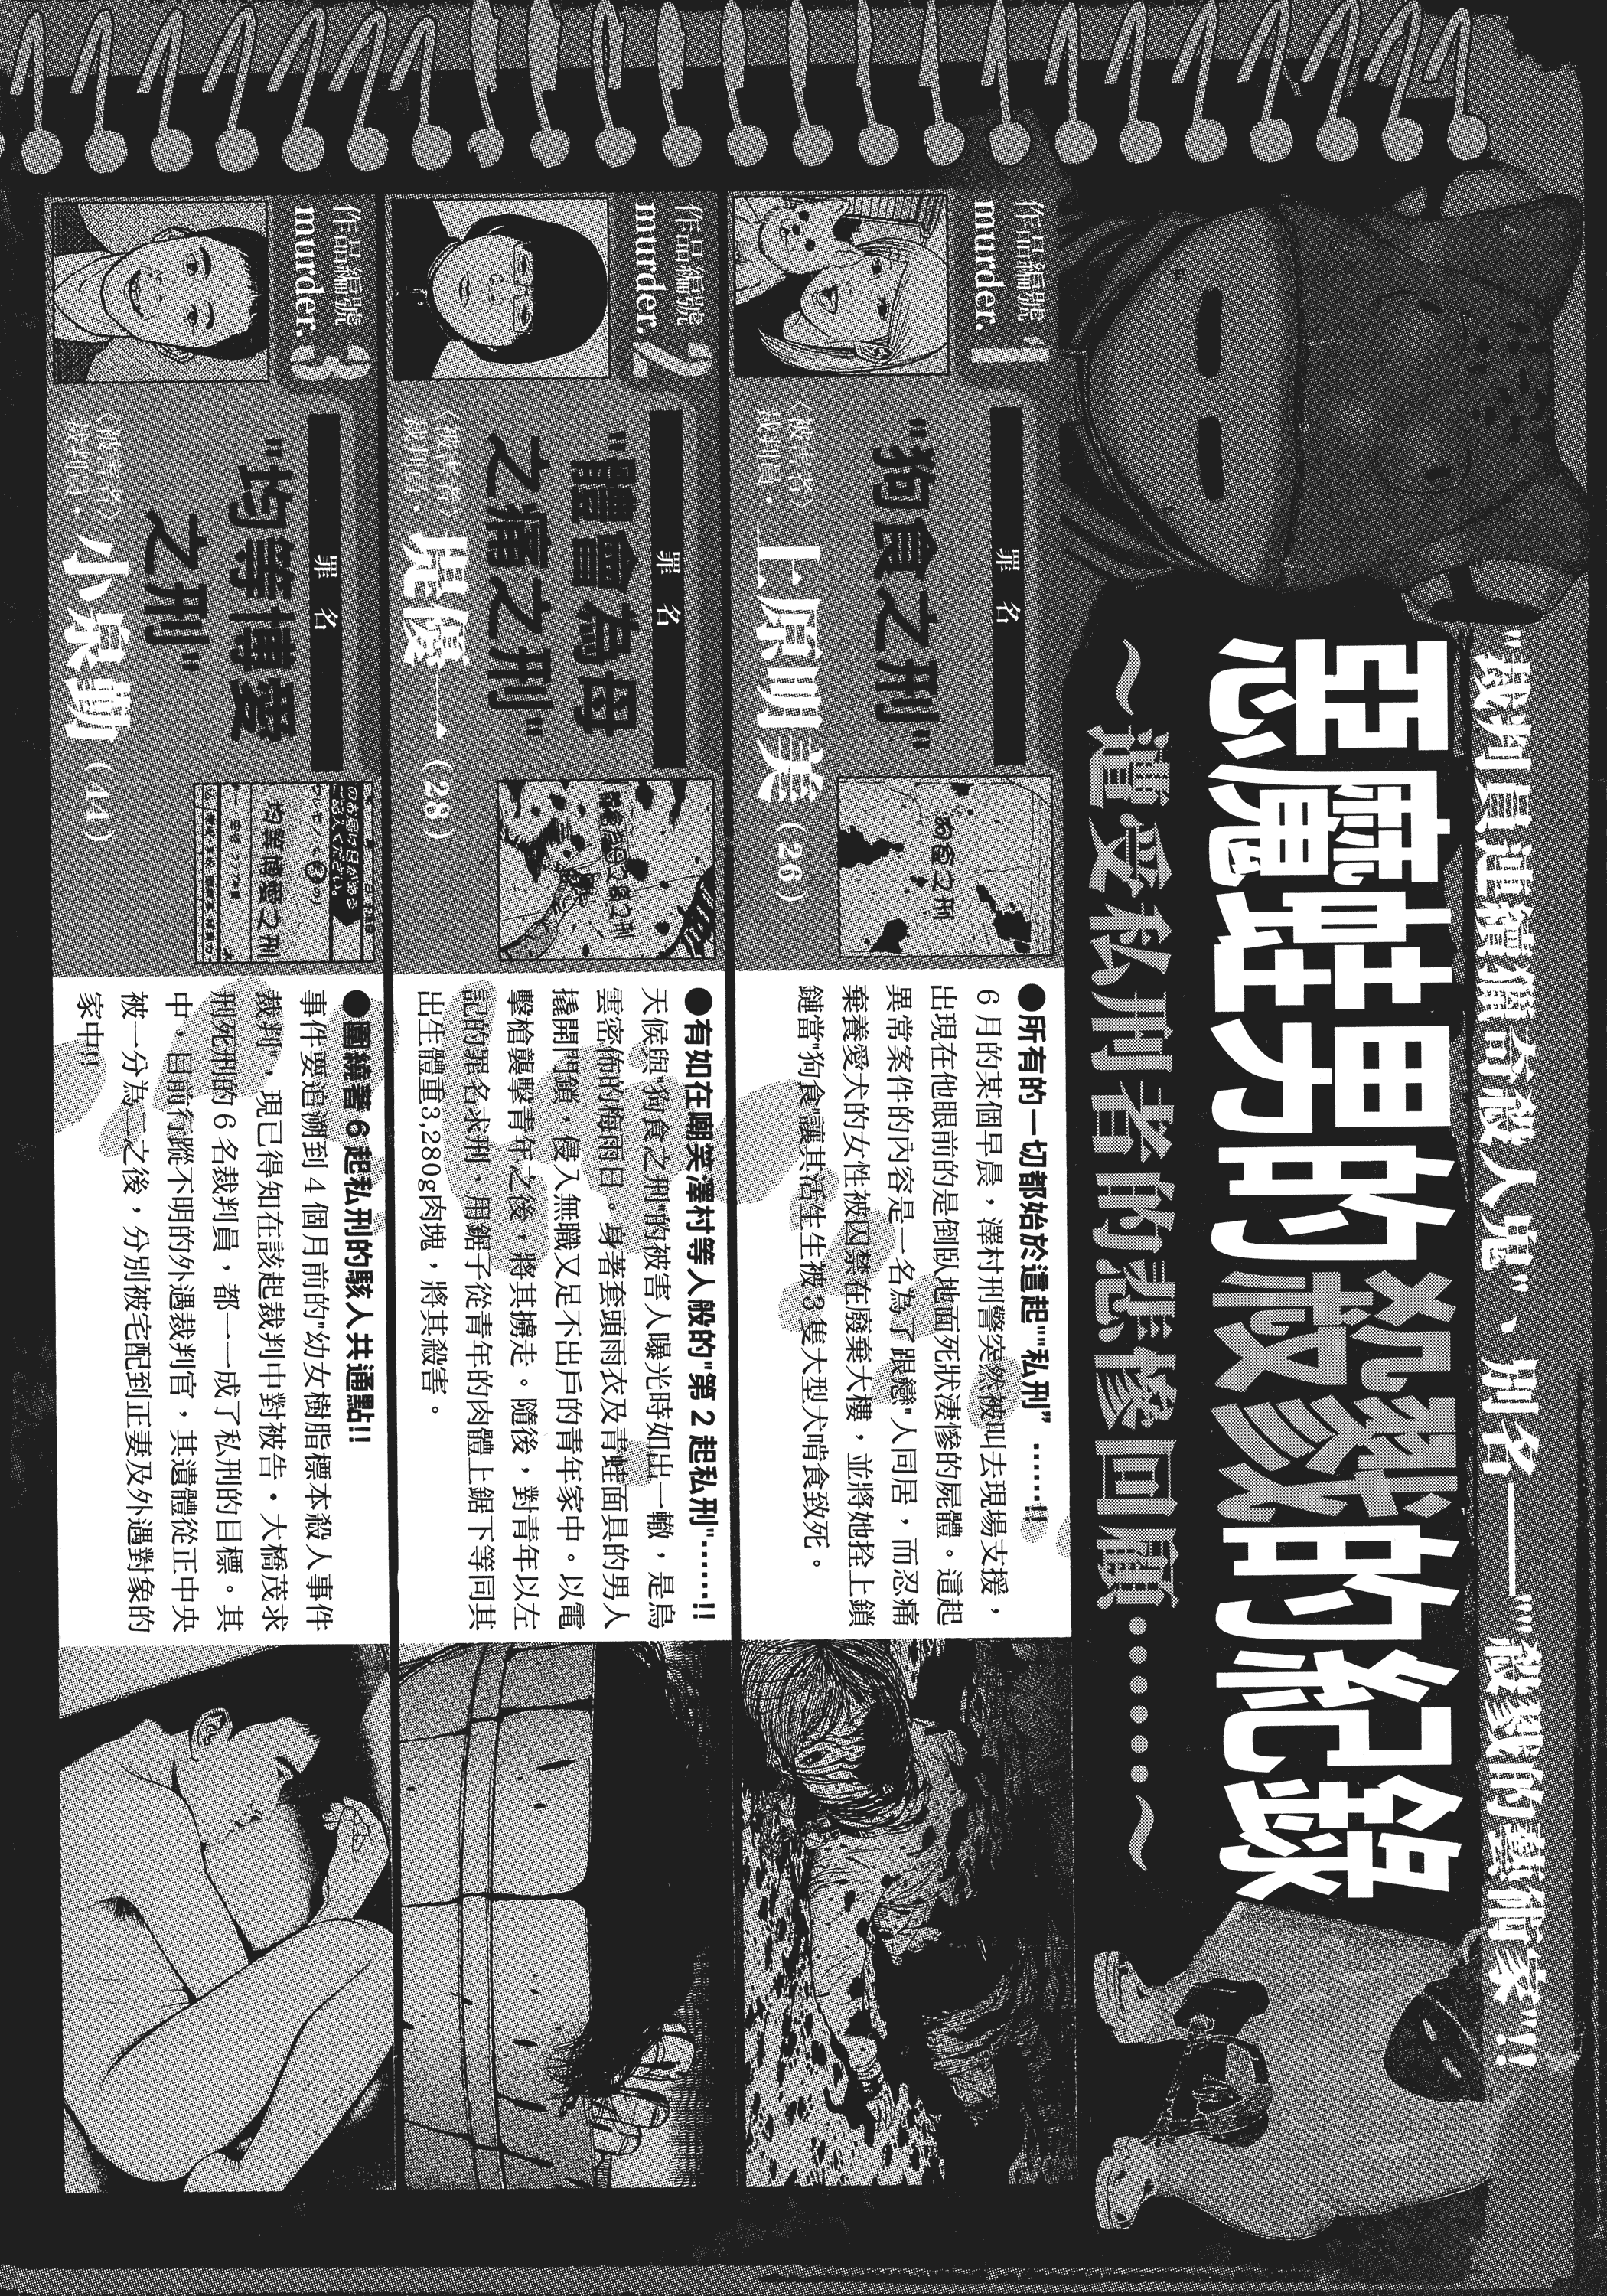 "裁判員連續獵奇殺人鬼"、別名——""殺戮的藝術家"!!
惡魔蛙男的殺戮的紀錄
～遭受私刑者的悲慘回顧……～
作品編號
murder.1
罪名
"狗食之刑"
〈被害者〉
裁判員・上原明美(26)
狗食之刑
●所有的一切都始於這起""私刑"……!!
6月的某個早晨，澤村刑警突然被叫去現場支援，
出現在他眼前的是倒臥地面死狀淒慘的屍體。這起
異常案件的內容是一名為了跟戀"人同居，而忍痛
棄養愛犬的女性被囚禁在廢棄大樓，並將她拴上鎖
鏈當"狗食"讓其活生生被3隻大型犬啃食致死。
作品編號
murder.2
罪名
"體會為母
之痛之刑"
〈被害者〉
裁判員・堤優一(28)
●有如在嘲笑澤村等人般的"第2起私刑"……!!
天候與"狗食之刑"的被害人曝光時如出一轍，是烏
雲密佈的梅雨日。身著套頭雨衣及青蛙面具的男人
撬開門鎖，侵入無職又足不出戶的青年家中。以電
擊槍襲擊青年之後，將其擄走。隨後，對青年以左
記的罪名求刑，用鋸子從青年的肉體上鋸下等同其
出生體重3,280g肉塊，將其殺害。
作品編號
murder.3
罪名
"均等博愛
之刑"
〈被害者〉
裁判員・小泉勤(44)
均等博愛之刑
●圍繞著6起私刑的駭人共通點!!
事件要追溯到4個月前的"幼女樹脂標本殺人事件
裁判"，現已得知在該起裁判中對被告・大橋茂求
刑死刑的6名裁判員，都一一成了私刑的目標。其
中，目前行蹤不明的外遇裁判官，其遺體從正中央
被一分為二之後，分別被宅配到正妻及外遇對象的
家中!!